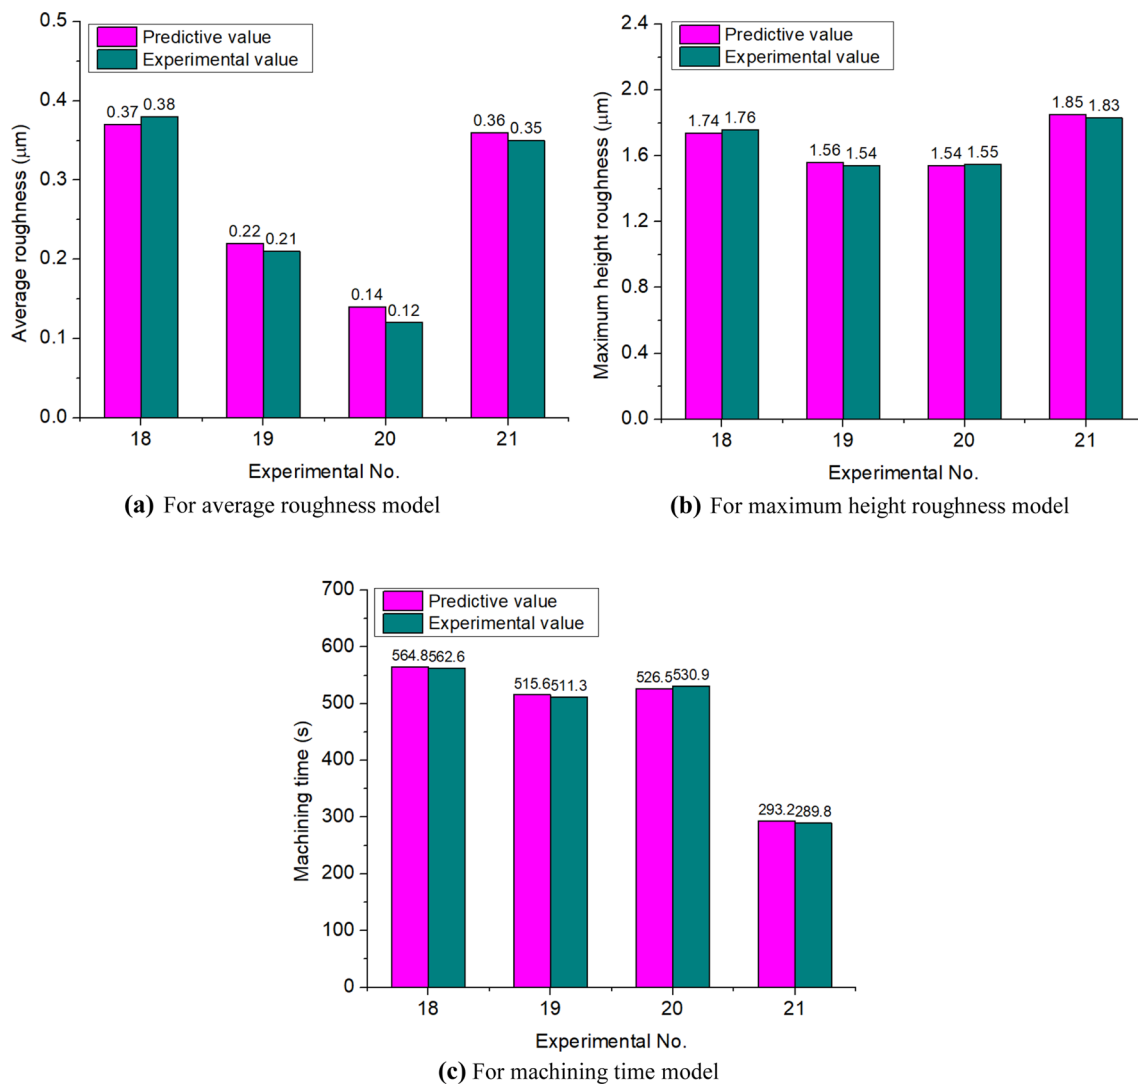 0.5
0.4
0.3
0.2
0.1
0.0
Average roughness (μm)
Predictive value
Experimental value
0.37 0.38
0.22 0.21
0.14 0.12
0.36 0.35
18 19 20 21
Experimental No.
(a) For average roughness model
2.4
2.0
1.6
1.2
0.8
0.4
0.0
Maximum height roughness (μm)
Predictive value
Experimental value
1.74 1.76
1.56 1.54
1.54 1.55
1.85 1.83
18 19 20 21
Experimental No.
(b) For maximum height roughness model
700
600
500
400
300
200
100
0
Machining time (s)
Predictive value
Experimental value
564.8 562.6
515.6 511.3
526.5 530.9
293.2 289.8
18 19 20 21
Experimental No.
(c) For machining time model